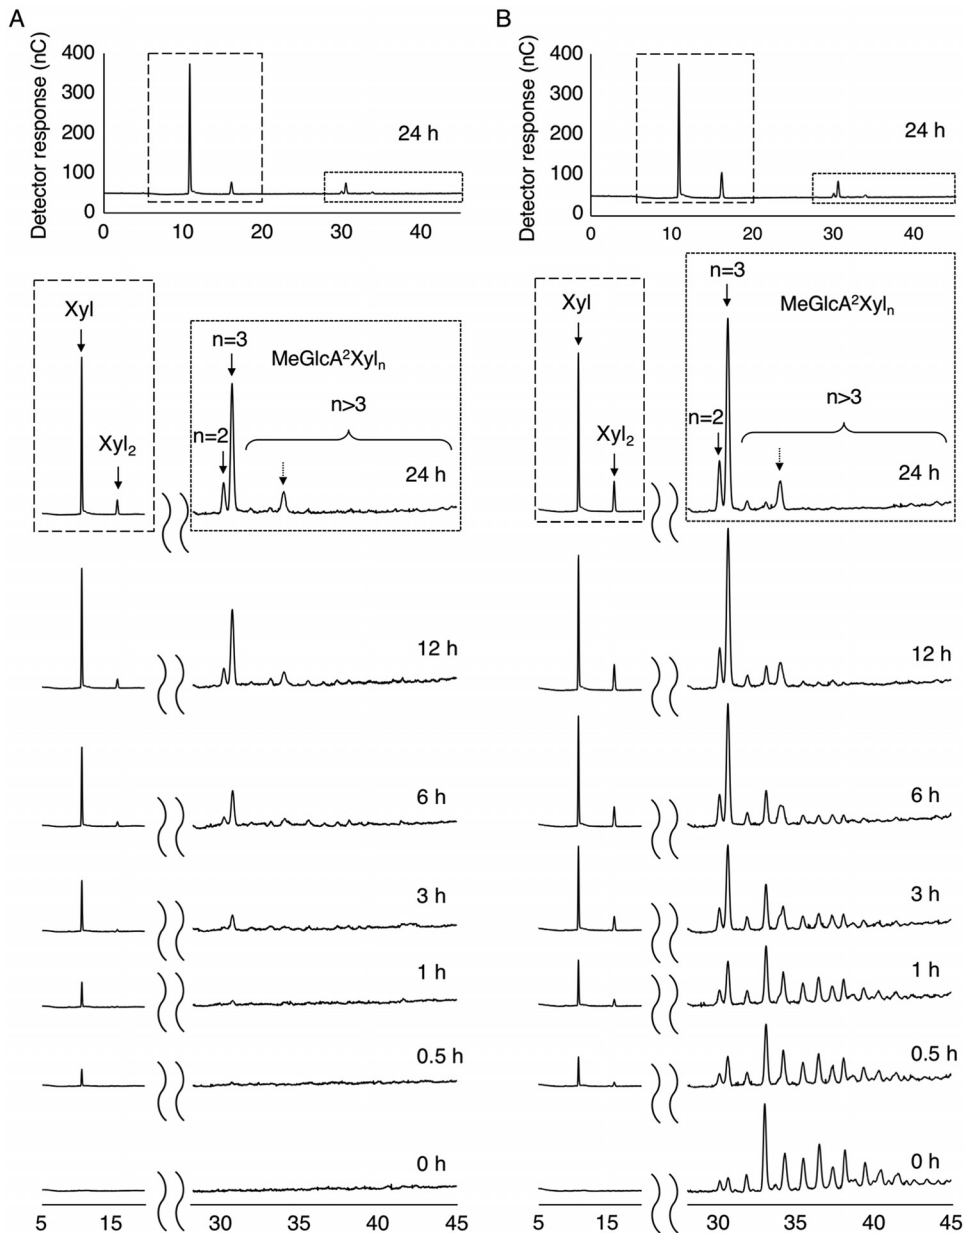 A
Detector response (nC)
400
300
200
100
0
24 h
0 10 20 30 40
Xyl
Xyl2
n=3
MeGlcA2Xyln
n=2
n>3
24 h
12 h
6 h
3 h
1 h
0.5 h
0 h
5 15 30 35 40 45
B
Detector response (nC)
400
300
200
100
0
24 h
0 10 20 30 40
n=3
Xyl
MeGlcA2Xyln
n=2
n>3
Xyl2
24 h
12 h
6 h
3 h
1 h
0.5 h
0 h
5 15 30 35 40 45